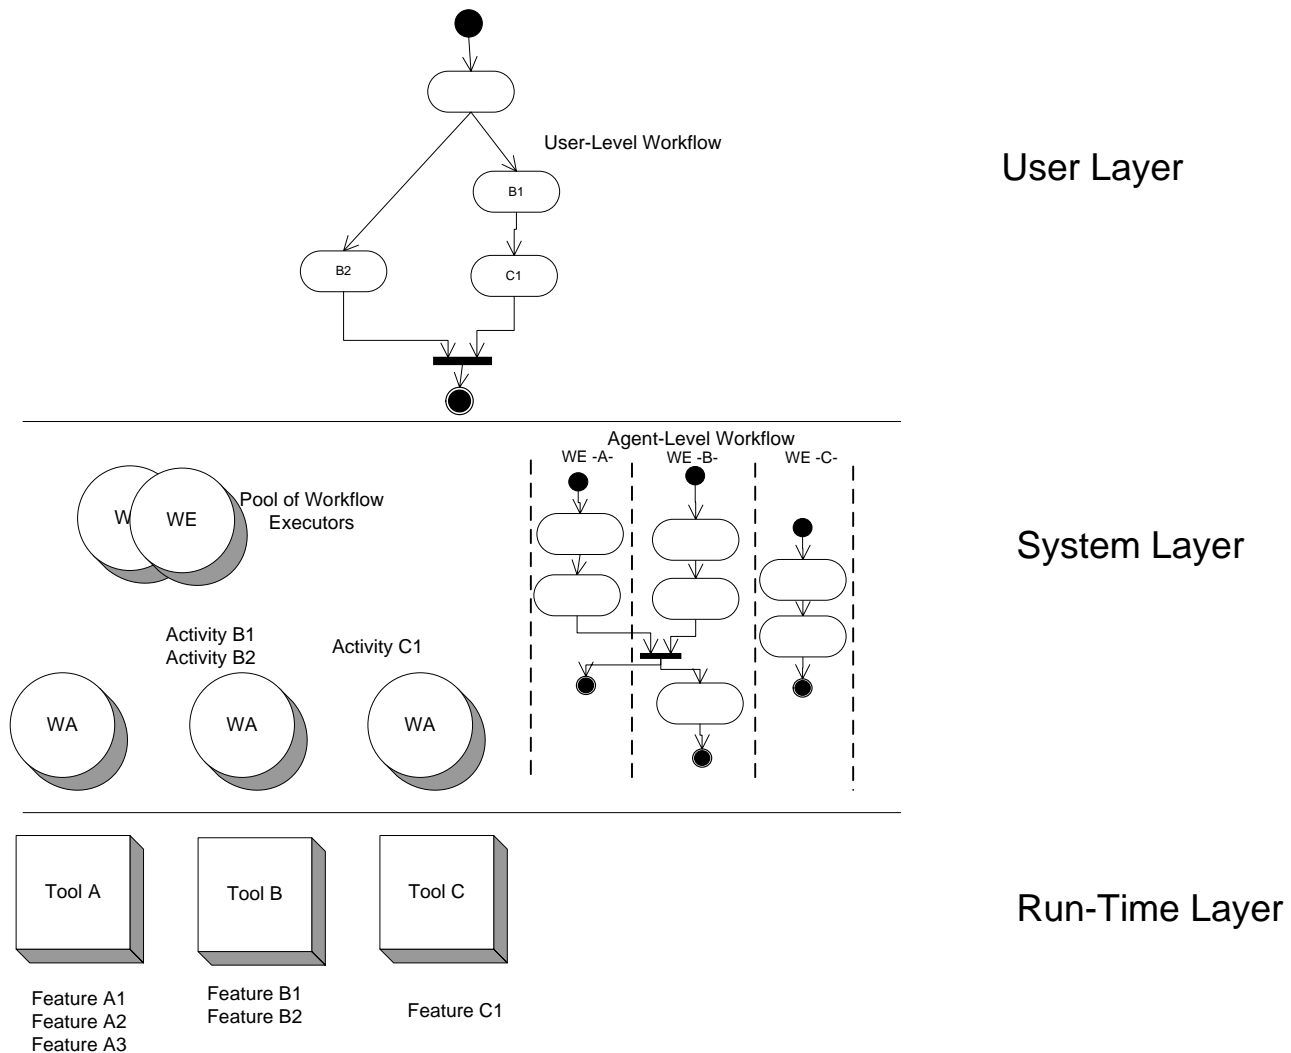 User-Level Workflow
User Layer
B1
B2
C1
Agent-Level Workflow
WE -A-
WE -B-
WE -C-
Pool of Workflow
Executors
W
WE
System Layer
Activity B1
Activity B2
Activity C1
WA
WA
WA
Tool A
Tool B
Tool C
Run-Time Layer
Feature A1
Feature A2
Feature A3
Feature B1
Feature B2
Feature C1